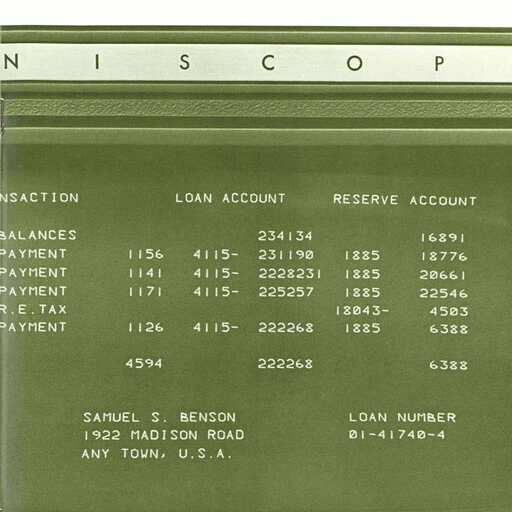 NISCOP
NSACTION LOAN ACCOUNT RESERVE ACCOUNT
BALANCES 234134 16891
PAYMENT 1156 4115- 231190 1885 18776
PAYMENT 1141 4115- 2228231 1885 20661
PAYMENT 1171 4115- 225257 1885 22546
R.E.TAX 18043- 4503
PAYMENT 1126 4115- 222268 1885 6388
4594 222268 6388
SAMUEL S. BENSON LOAN NUMBER
1922 MADISON ROAD 01-41740-4
ANY TOWN, U.S.A.